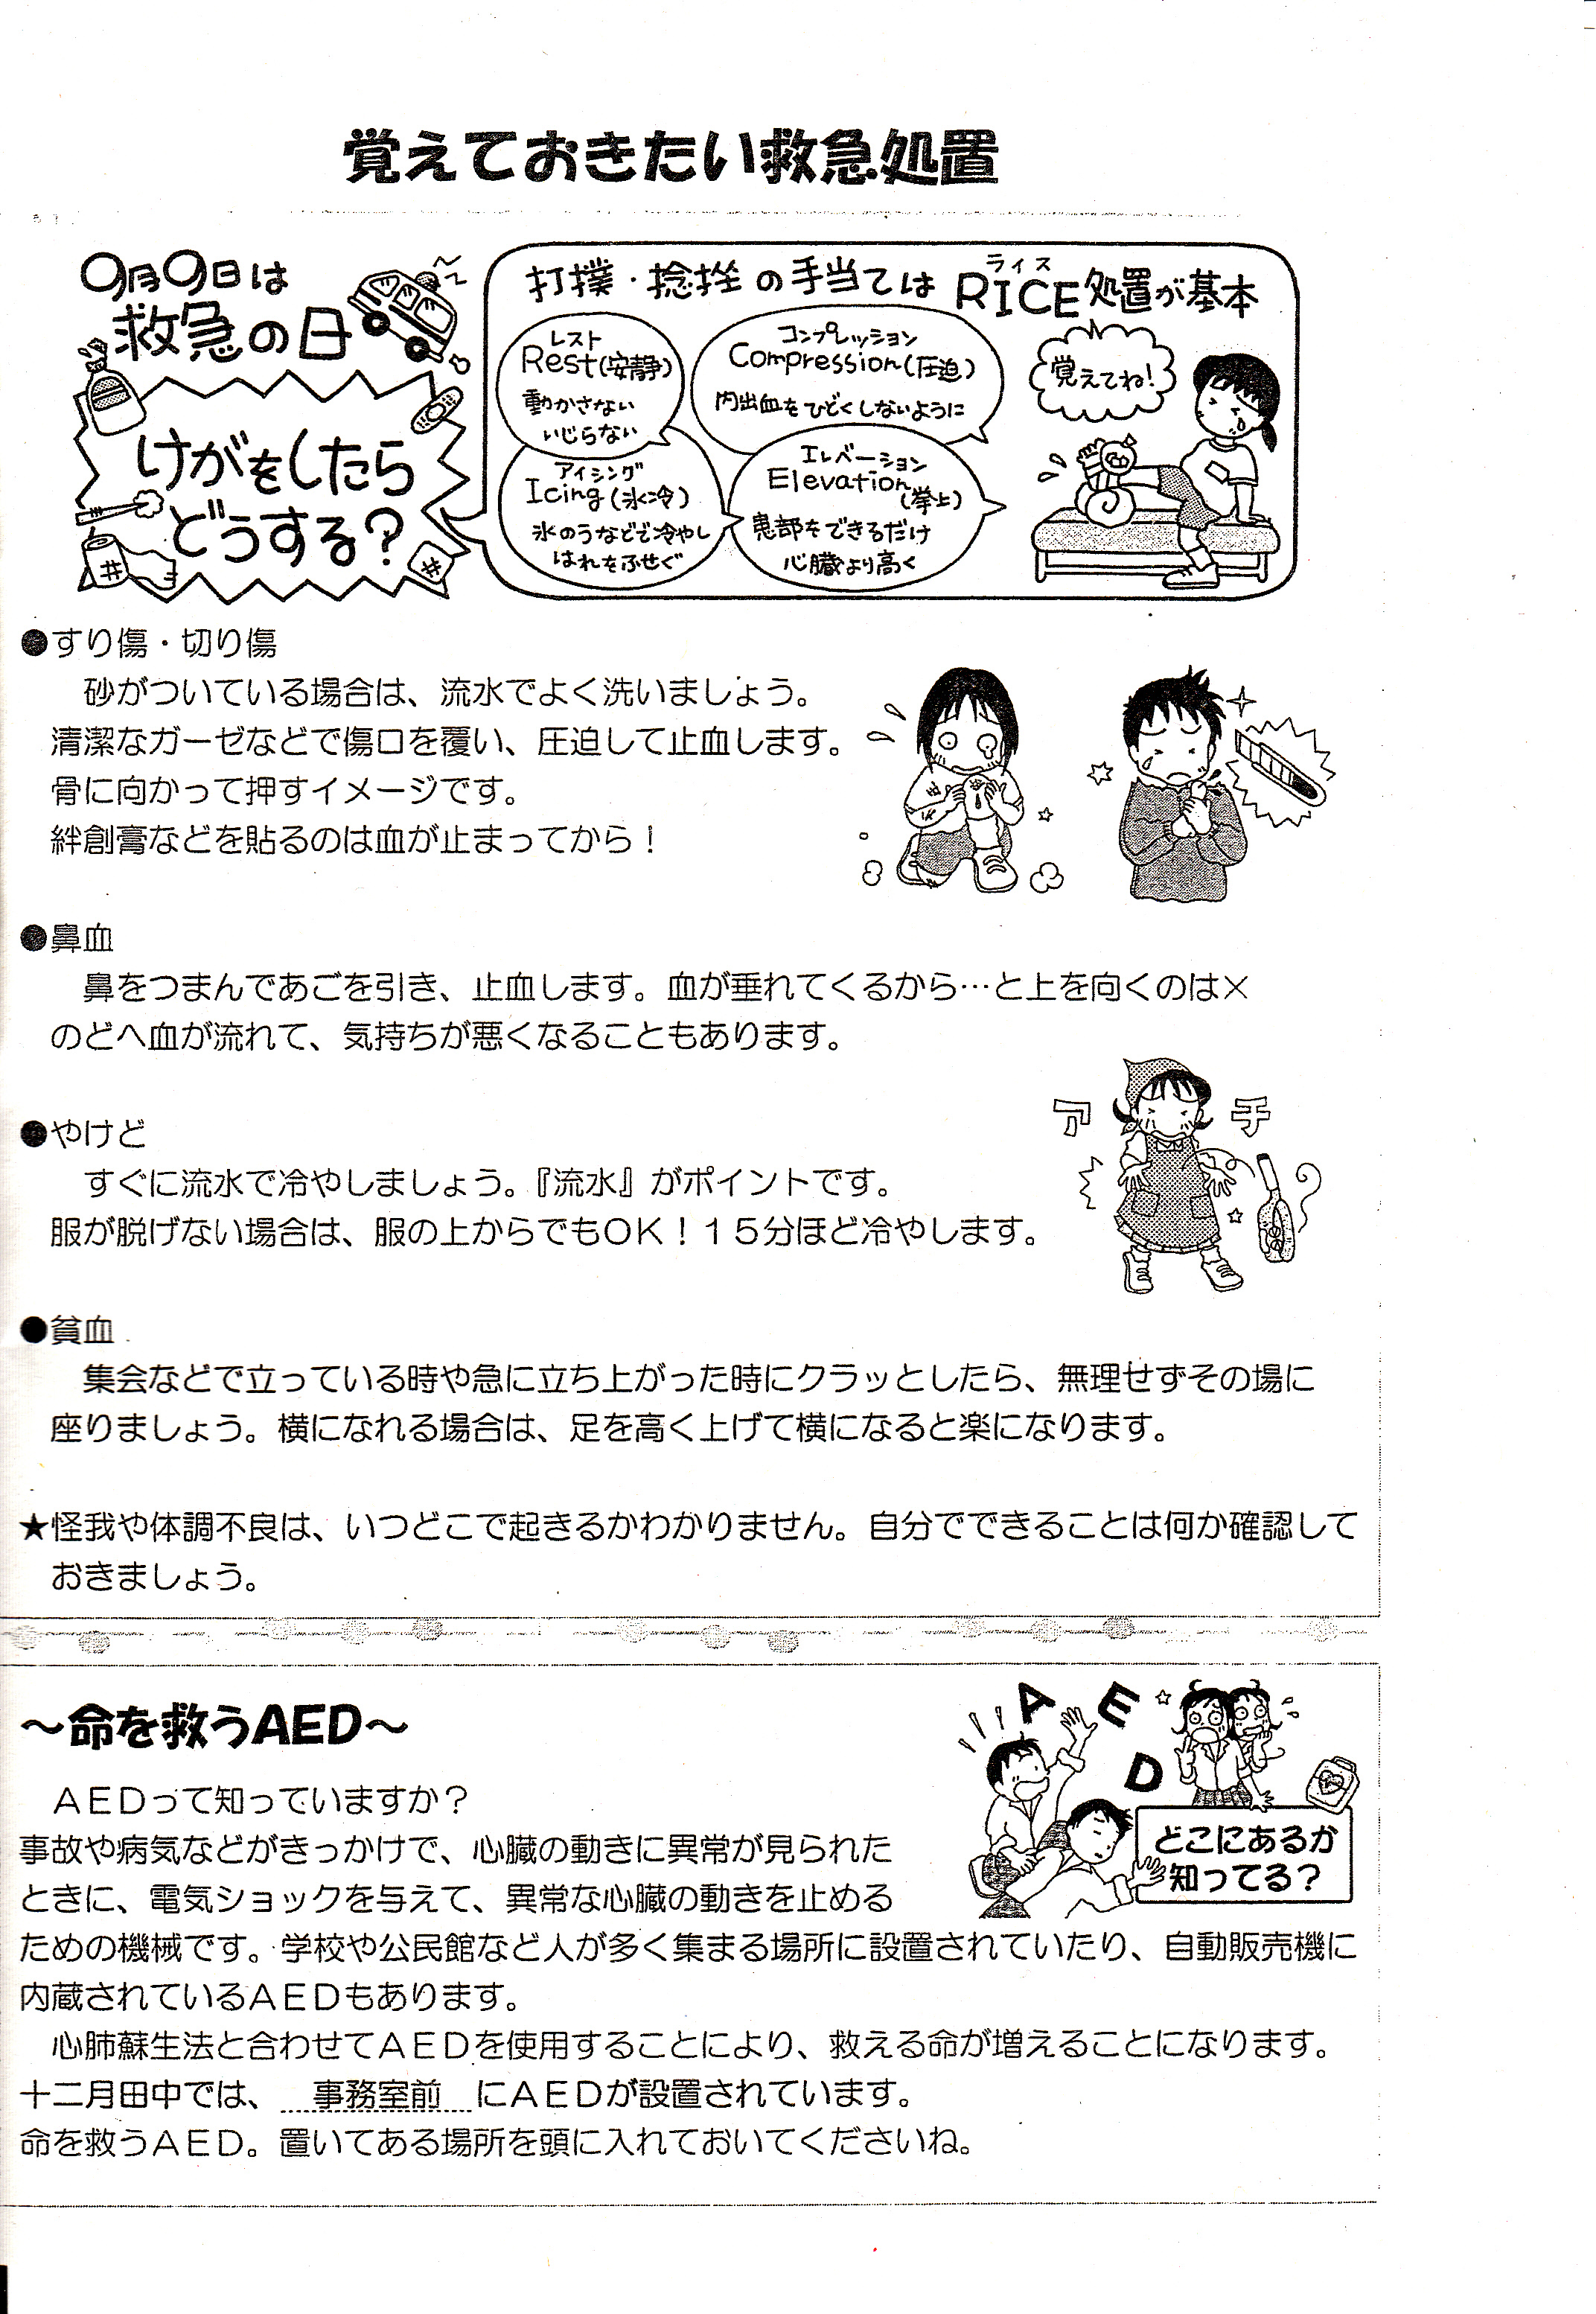 覚えておきたい救急処置
9月9日は
救急の日
けがをしたら
どうする?
打撲・捻挫の手当ては RICE処置が基本
ライス
レスト
Rest(安静)
動かさない
いじらない
コンプレッション
Compression(圧迫)
内出血をひどくしないように
アイシング
Icing(氷冷)
氷のうなどで冷やし
はれをふせぐ
エレベーション
Elevation
(挙上)
患部をできるだけ
心臓より高く
覚えてね!
●すり傷・切り傷
砂がついている場合は、流水でよく洗いましょう。
清潔なガーゼなどで傷口を覆い、圧迫して止血します。
骨に向かって押すイメージです。
絆創膏などを貼るのは血が止まってから!
●鼻血
鼻をつまんであごを引き、止血します。血が垂れてくるから…と上を向くのは×
のどへ血が流れて、気持ちが悪くなることもあります。
●やけど
すぐに流水で冷やしましょう。『流水』がポイントです。
服が脱げない場合は、服の上からでもOK!15分ほど冷やします。
ア
チ
●貧血
集会などで立っている時や急に立ち上がった時にクラッとしたら、無理せずその場に
座りましょう。横になれる場合は、足を高く上げて横になると楽になります。
★怪我や体調不良は、いつどこで起きるかわかりません。自分でできることは何か確認して
おきましょう。
~命を救うAED~
A E D
どこにあるか
知ってる?
AEDって知っていますか?
事故や病気などがきっかけで、心臓の動きに異常が見られた
ときに、電気ショックを与えて、異常な心臓の動きを止める
ための機械です。学校や公民館など人が多く集まる場所に設置されていたり、自動販売機に
内蔵されているAEDもあります。
心肺蘇生法と合わせてAEDを使用することにより、救える命が増えることになります。
十二月田中では、 事務室前 にAEDが設置されています。
命を救うAED。置いてある場所を頭に入れておいてくださいね。